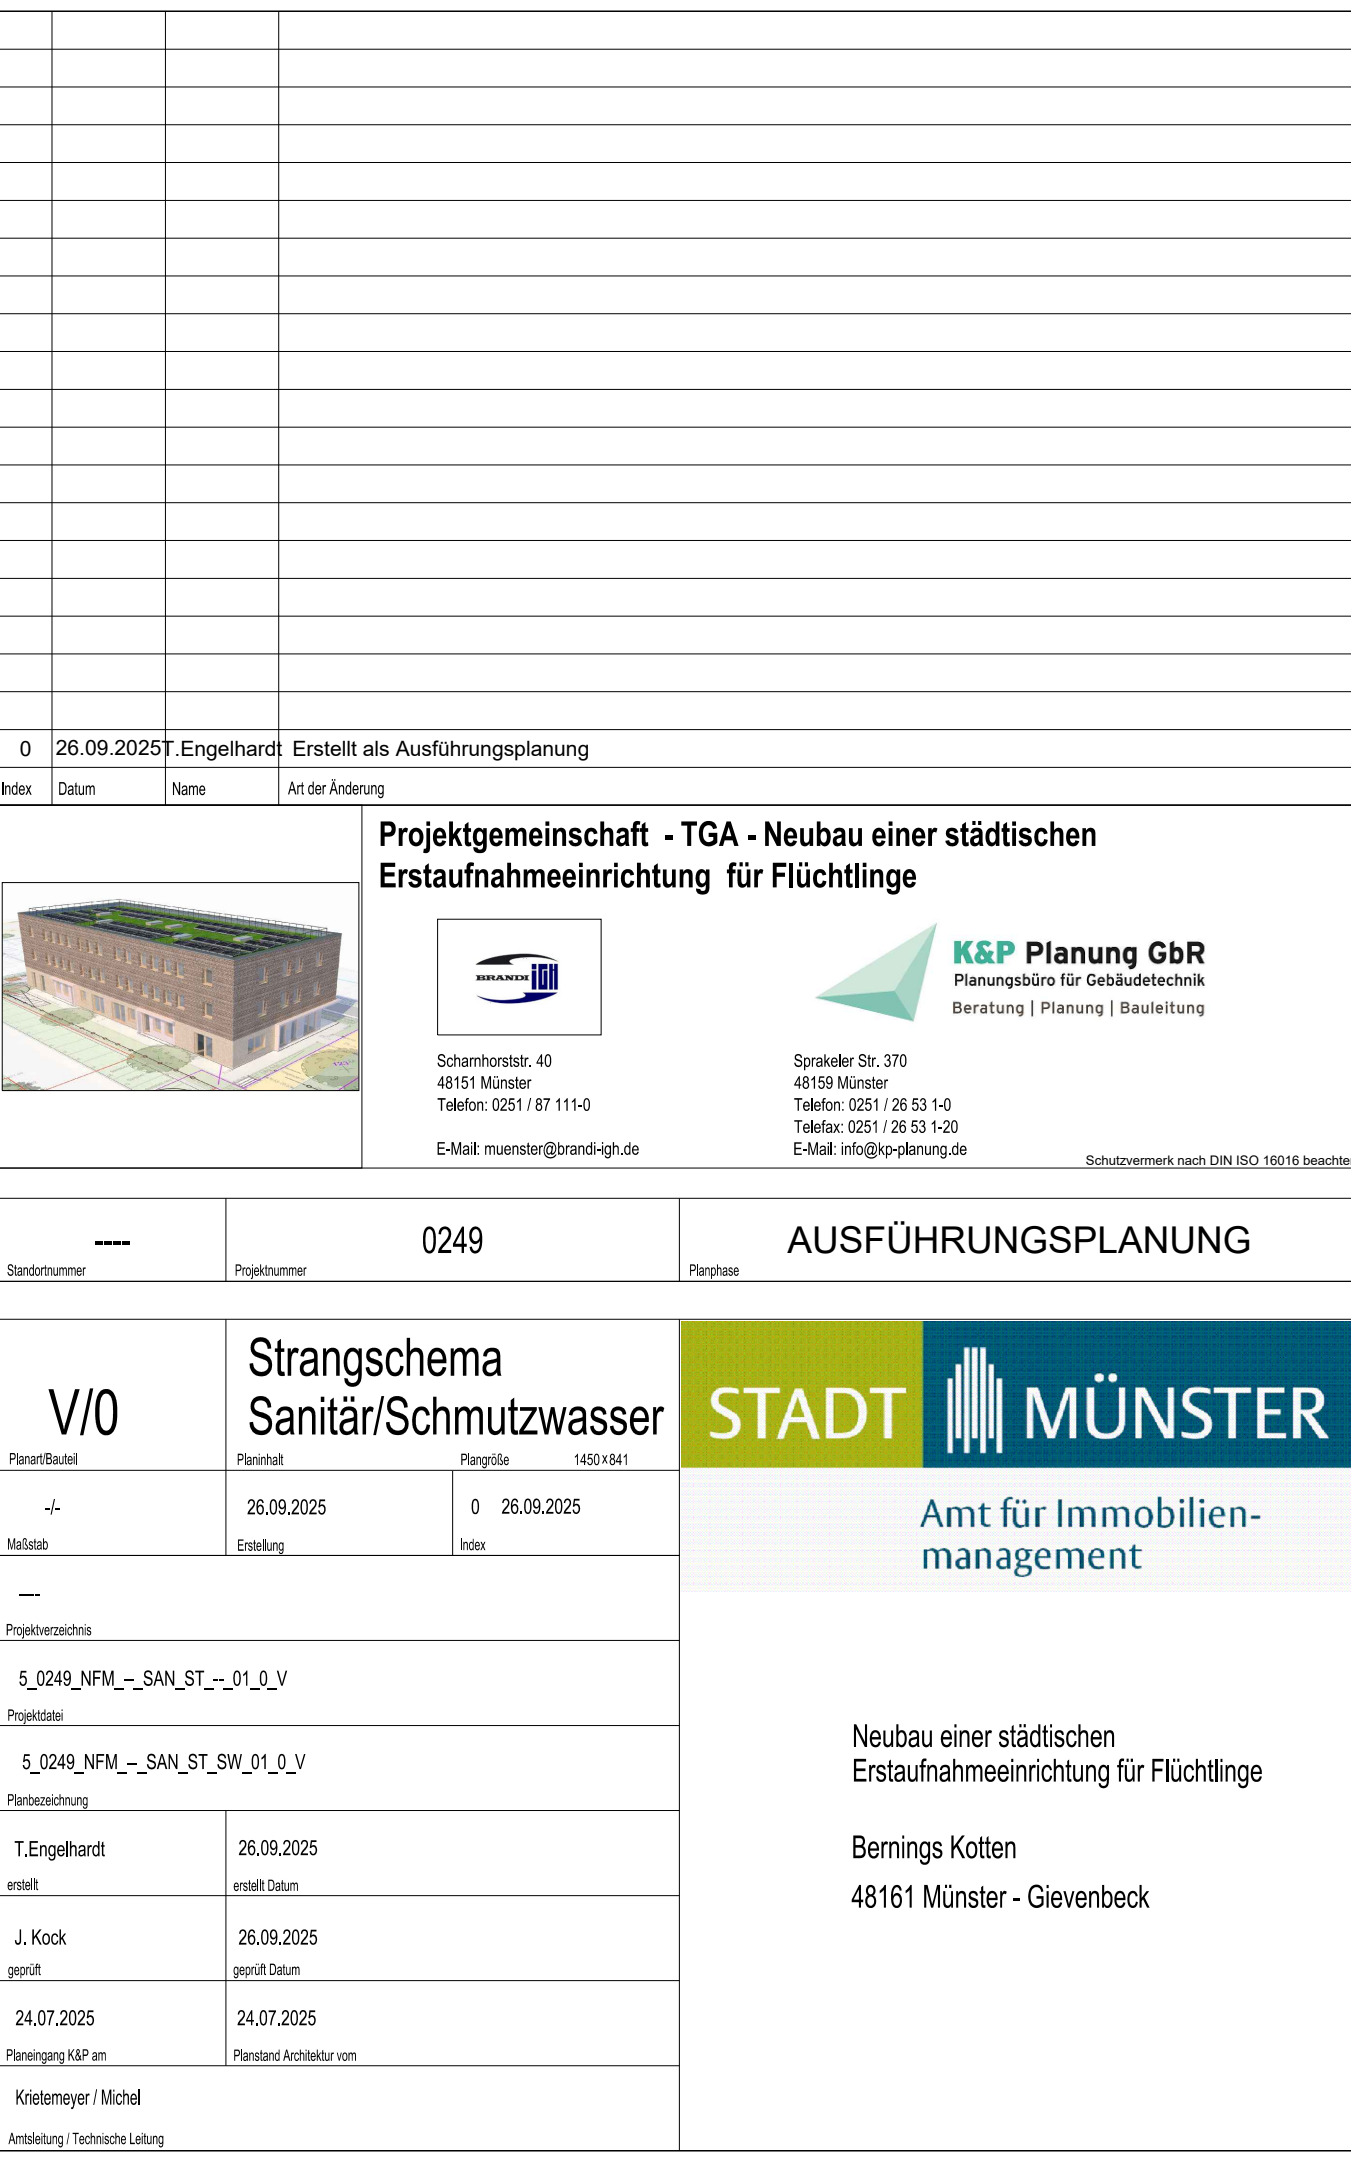 0 26.09.2025 T.Engelhardt Erstellt als Ausführungsplanung
Index Datum Name Art der Änderung
Projektgemeinschaft - TGA - Neubau einer städtischen
Erstaufnahmeeinrichtung für Flüchtlinge
BRANDI IGH
K&P Planung GbR
Planungsbüro für Gebäudetechnik
Beratung | Planung | Bauleitung
Scharnhorststr. 40
48151 Münster
Telefon: 0251 / 87 111-0
E-Mail: muenster@brandi-igh.de
Sprakeler Str. 370
48159 Münster
Telefon: 0251 / 26 53 1-0
Telefax: 0251 / 26 53 1-20
E-Mail: info@kp-planung.de
Schutzvermerk nach DIN ISO 16016 beachten
---- 0249 AUSFÜHRUNGSPLANUNG
Standortnummer Projektnummer Planphase
V/0
Planart/Bauteil
Strangschema
Sanitär/Schmutzwasser
Planinhalt Plangröße 1450 x 841
STADT MÜNSTER
Amt für Immobilien-
management
-/- 26.09.2025 0 26.09.2025
Maßstab Erstellung Index
—-
Projektverzeichnis
5_0249_NFM_–_SAN_ST_--_01_0_V
Projektdatei
5_0249_NFM_–_SAN_ST_SW_01_0_V
Planbezeichnung
T.Engelhardt 26.09.2025
erstellt erstellt Datum
J. Kock 26.09.2025
geprüft geprüft Datum
24.07.2025 24.07.2025
Planeingang K&P am Planstand Architektur vom
Krietemeyer / Michel
Amtsleitung / Technische Leitung
Neubau einer städtischen
Erstaufnahmeeinrichtung für Flüchtlinge
Bernings Kotten
48161 Münster - Gievenbeck